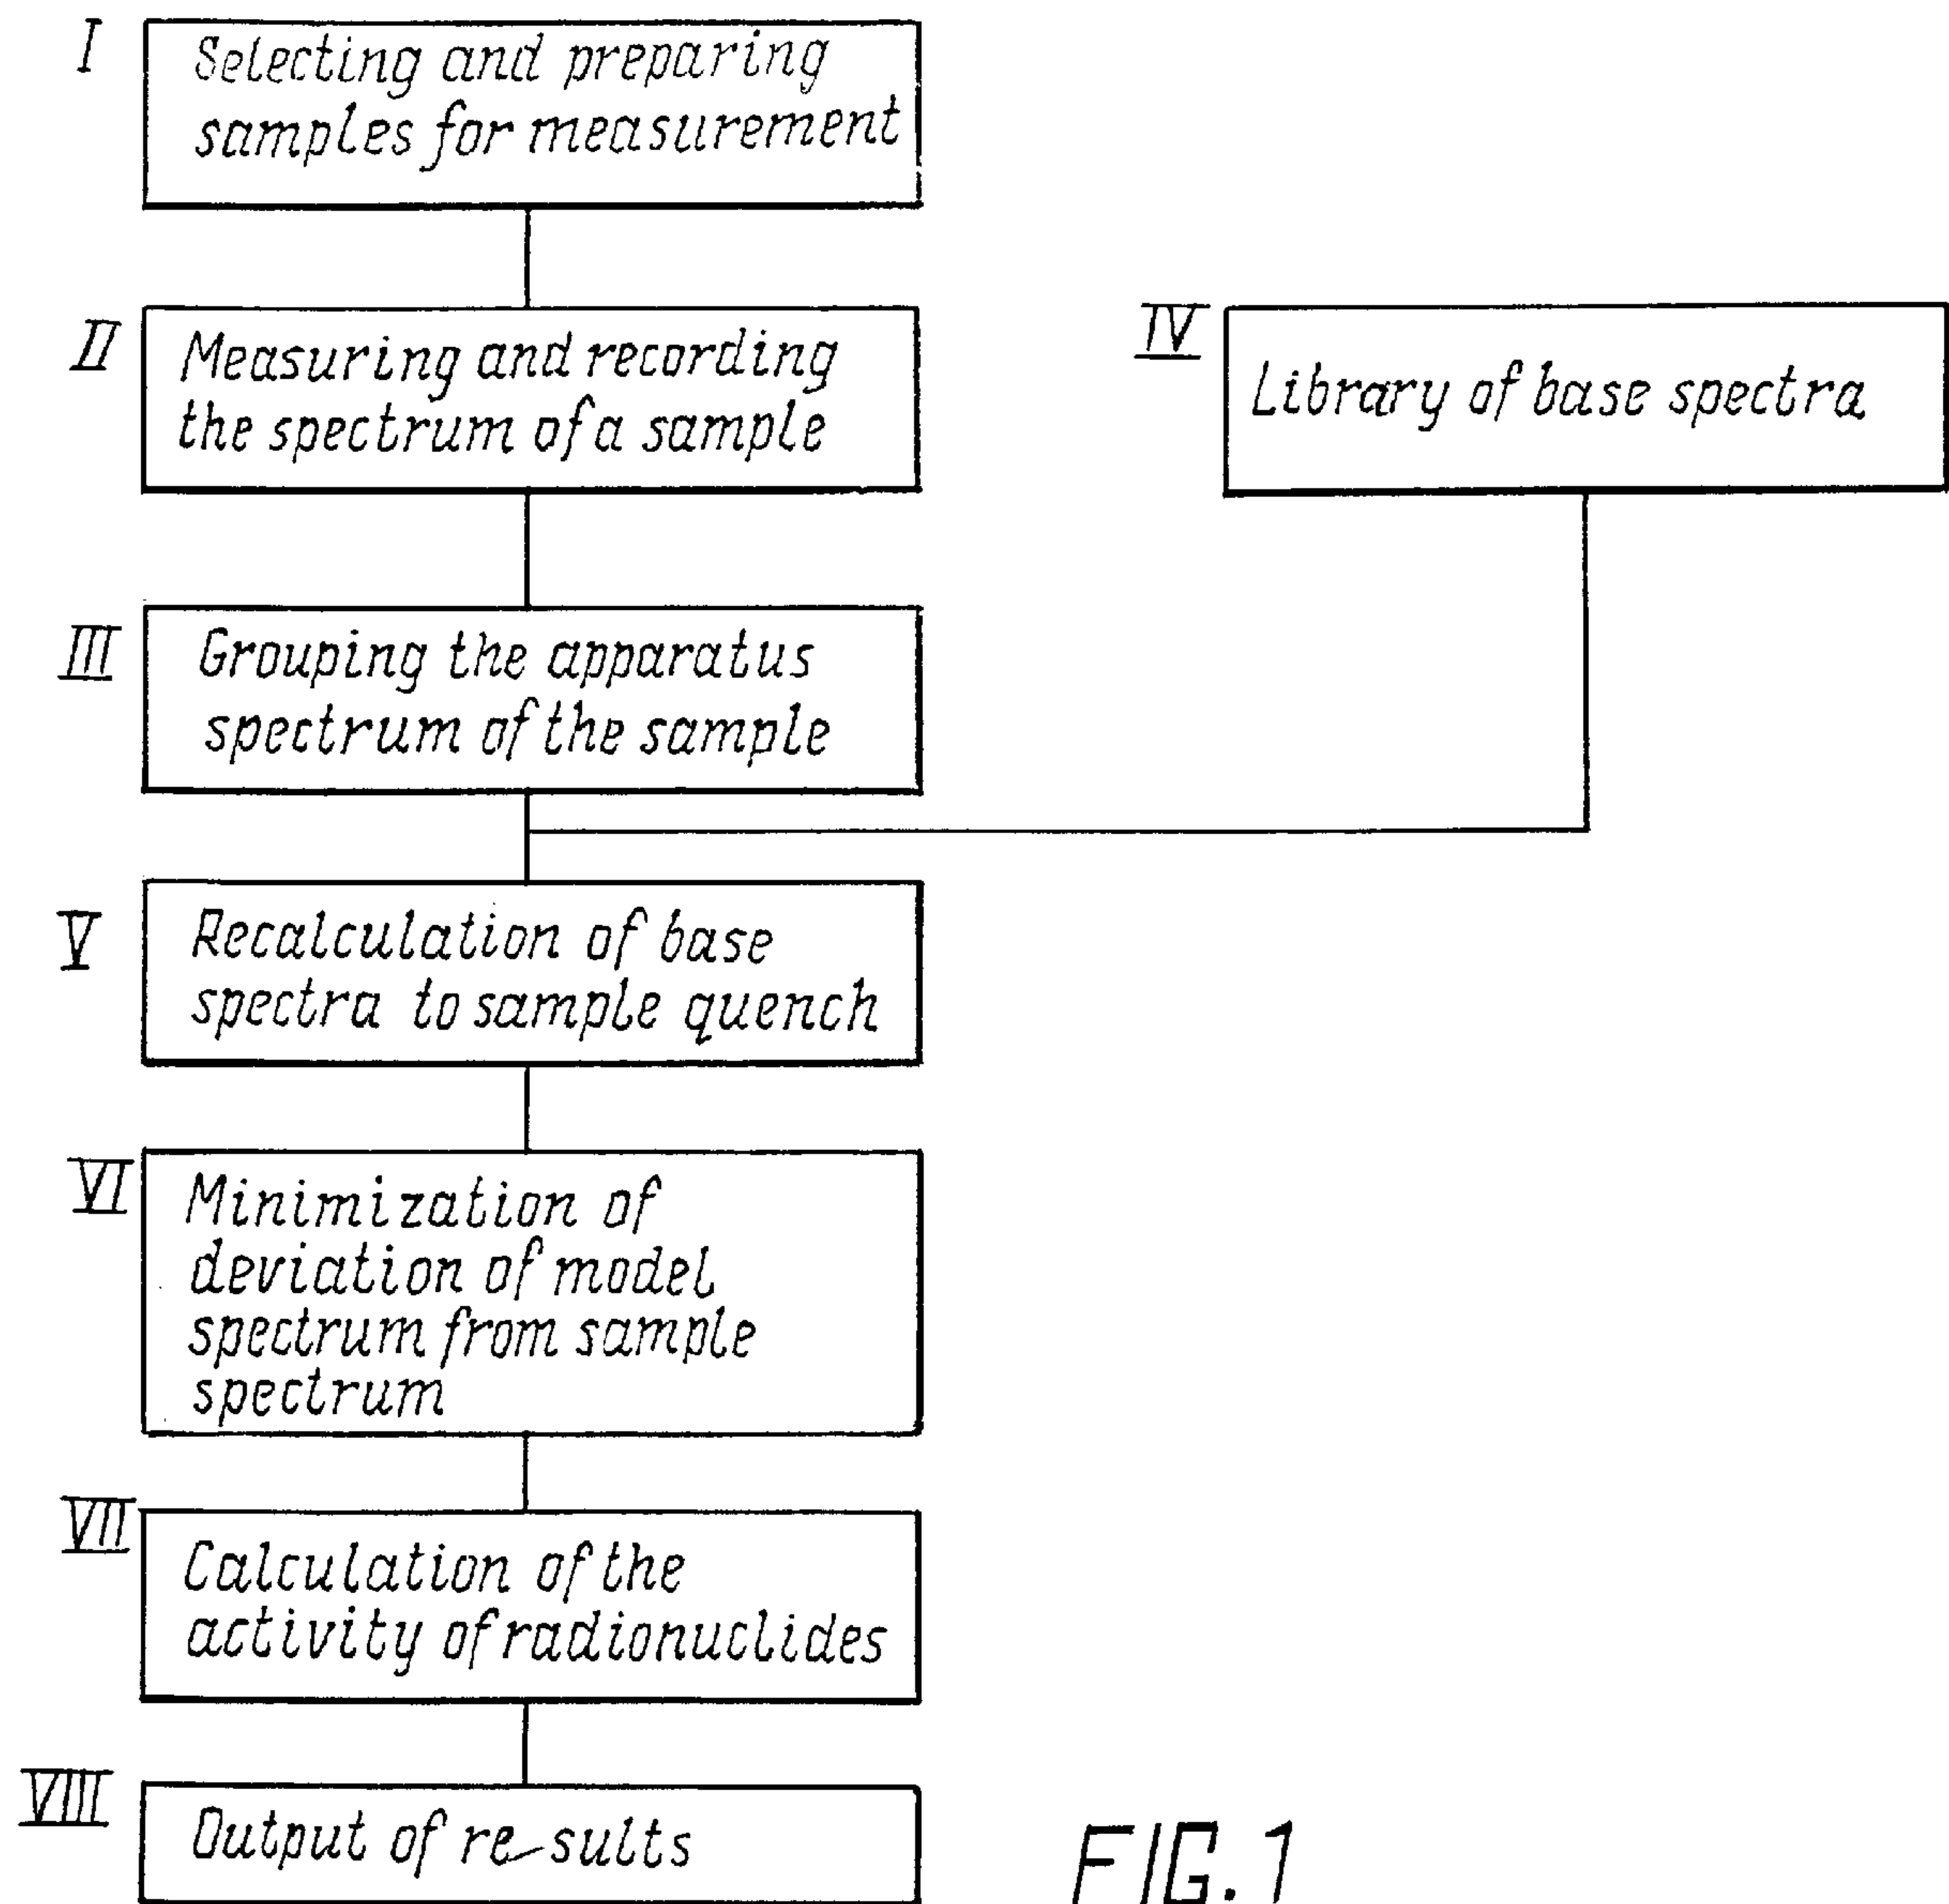 I
Selecting and preparing
samples for measurement
II
Measuring and recording
the spectrum of a sample
IV
Library of base spectra
III
Grouping the apparatus
spectrum of the sample
V
Recalculation of base
spectra to sample quench
VI
Minimization of
deviation of model
spectrum from sample
spectrum
VII
Calculation of the
activity of radionuclides
VIII
Output of re-sults
FIG.1